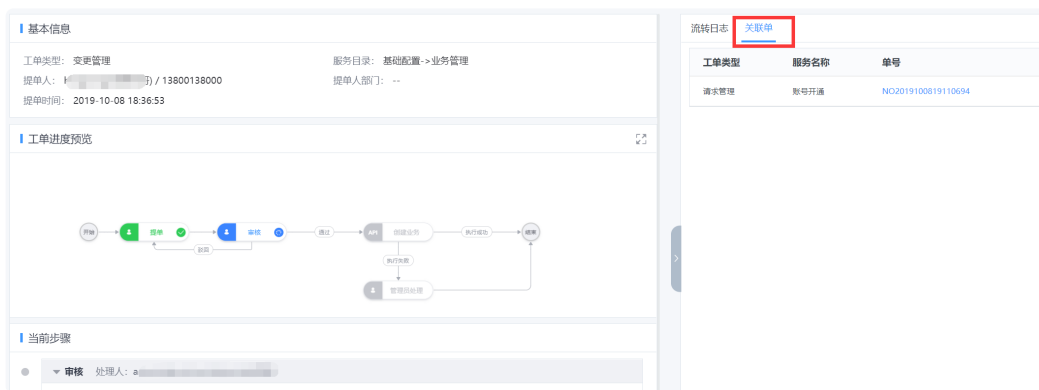 基本信息
工单类型： 变更管理
服务目录： 基础配置->业务管理
提单人： ) / 13800138000
提单人部门： --
提单时间： 2019-10-08 18:36:53
工单进度预览
开始
提单
审核
通过
API 创建业务
执行成功
结束
驳回
执行失败
管理员处理
当前步骤
审核 处理人： a
流转日志 关联单
工单类型 服务名称 单号
请求管理 账号开通 NO2019100819110694